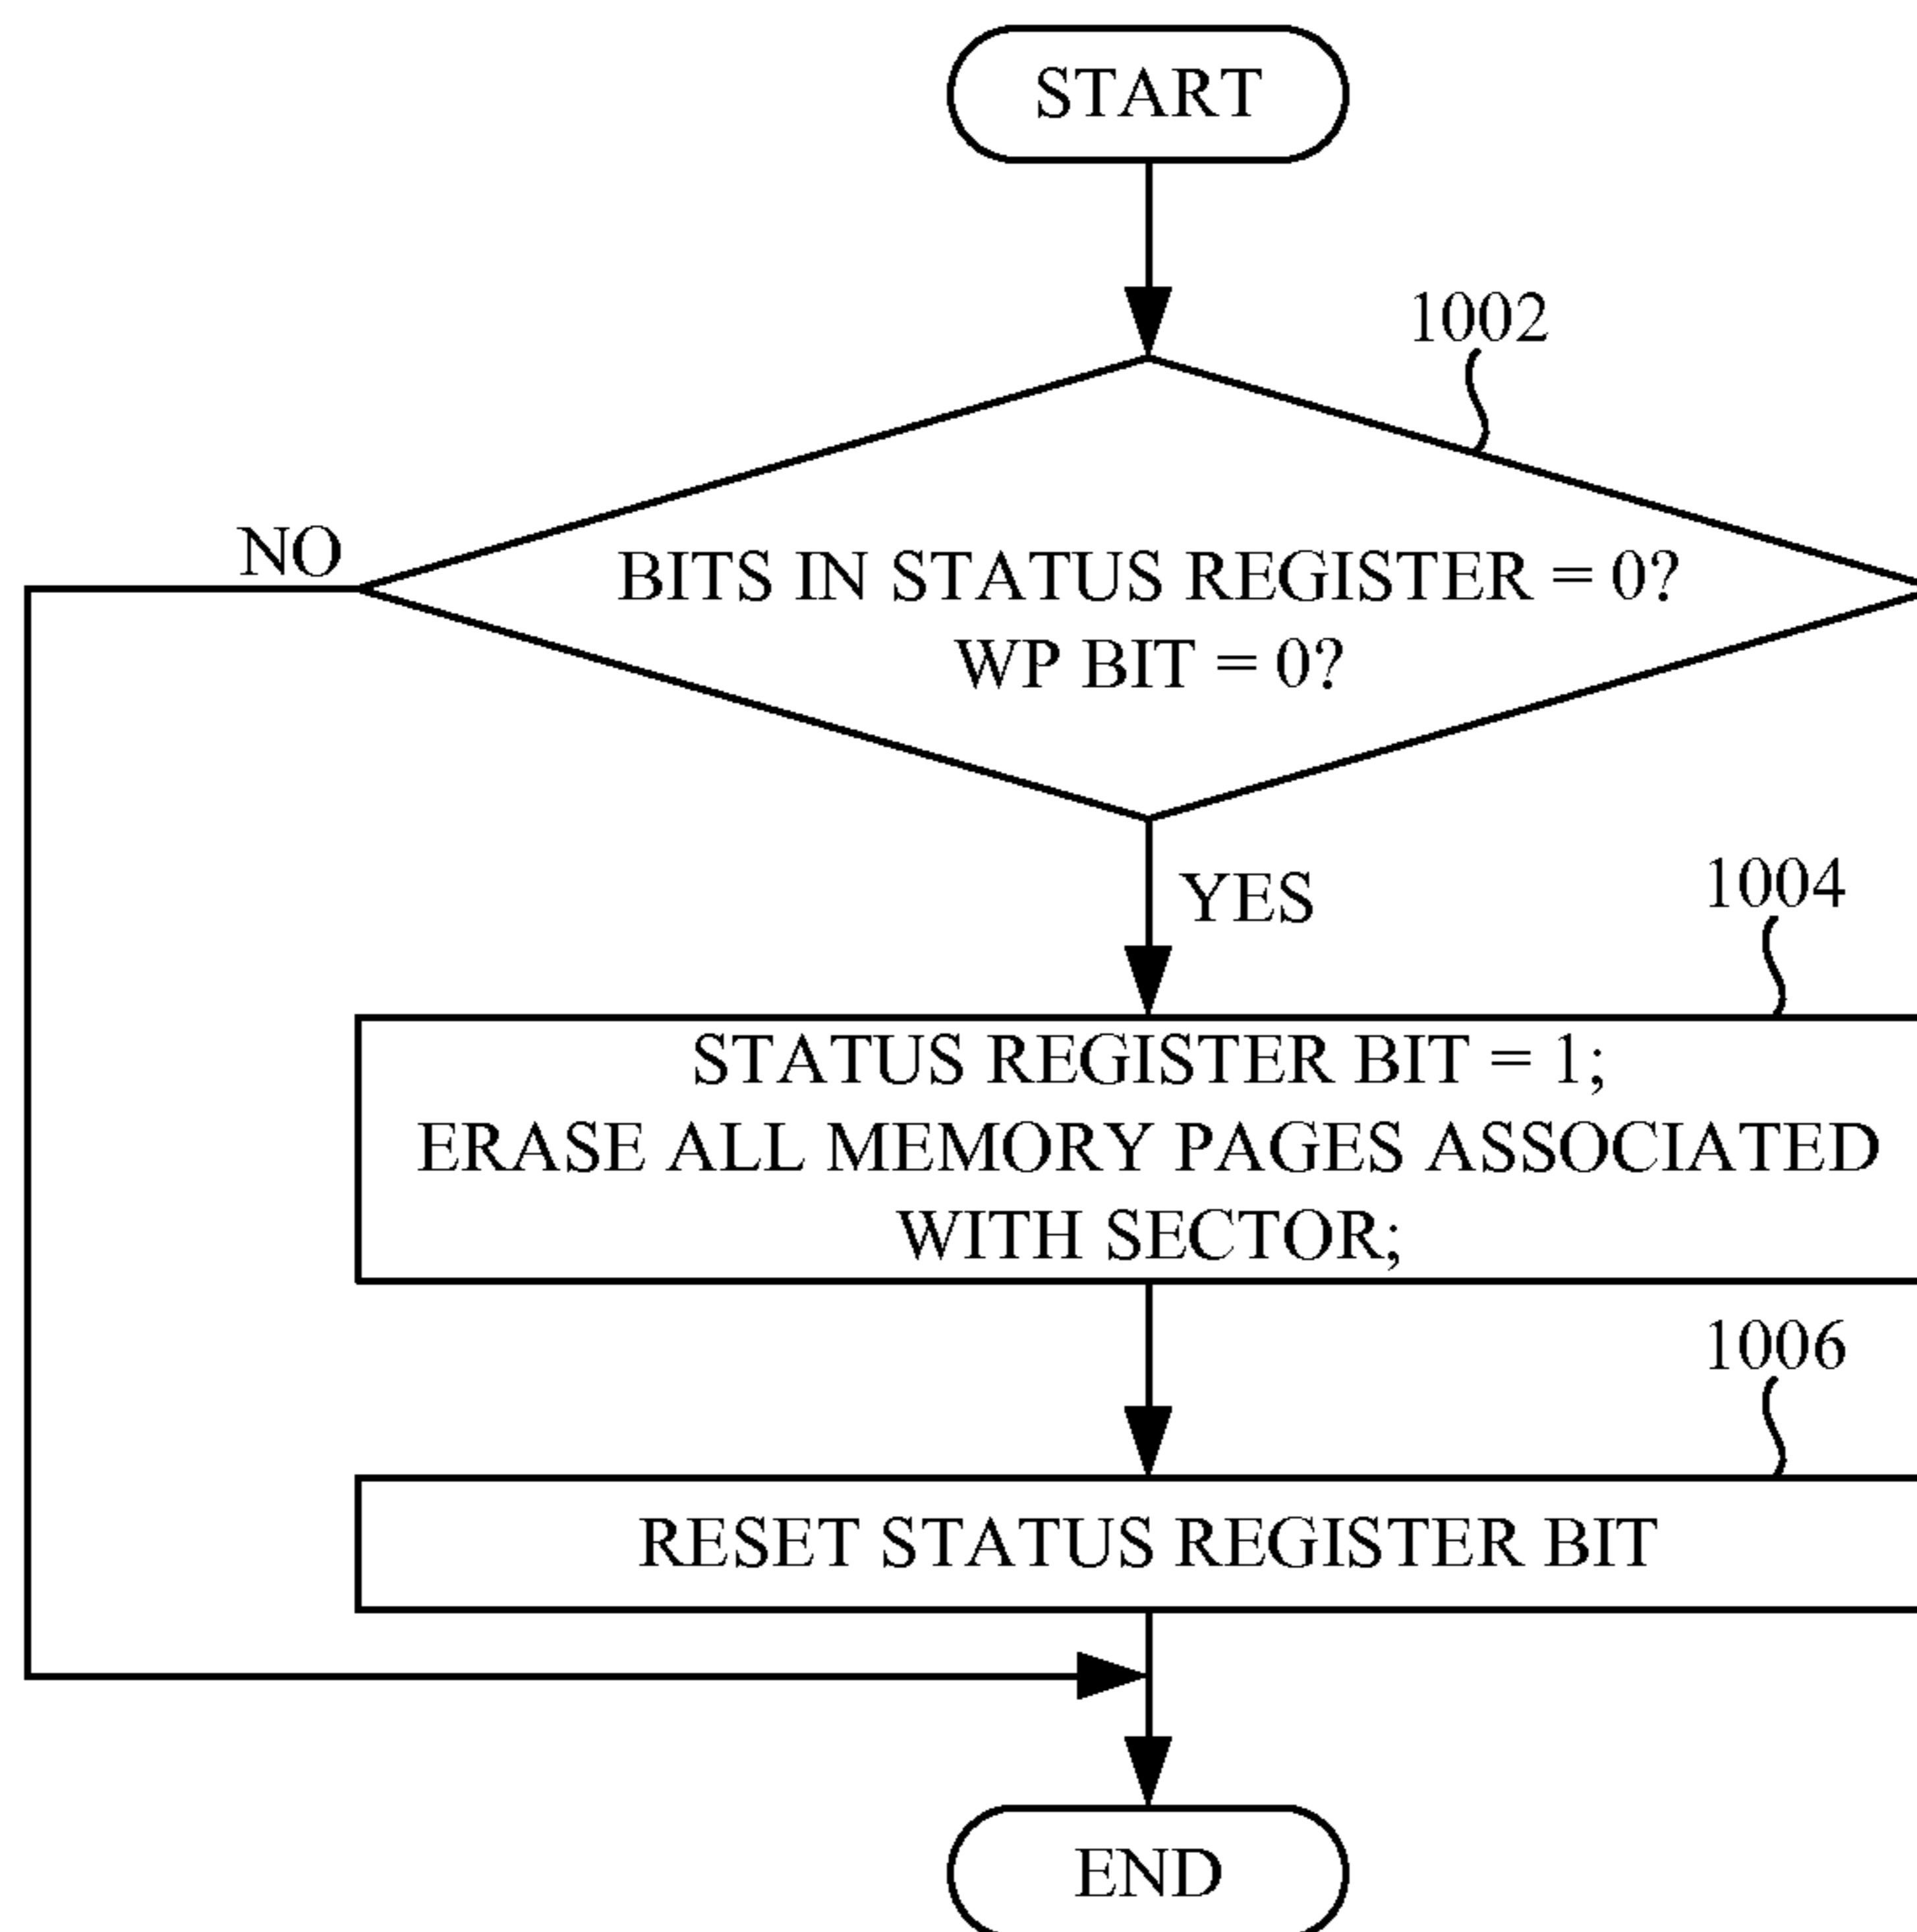 START
1002
NO
BITS IN STATUS REGISTER = 0?
WP BIT = 0?
YES
1004
STATUS REGISTER BIT = 1;
ERASE ALL MEMORY PAGES ASSOCIATED
WITH SECTOR;
1006
RESET STATUS REGISTER BIT
END